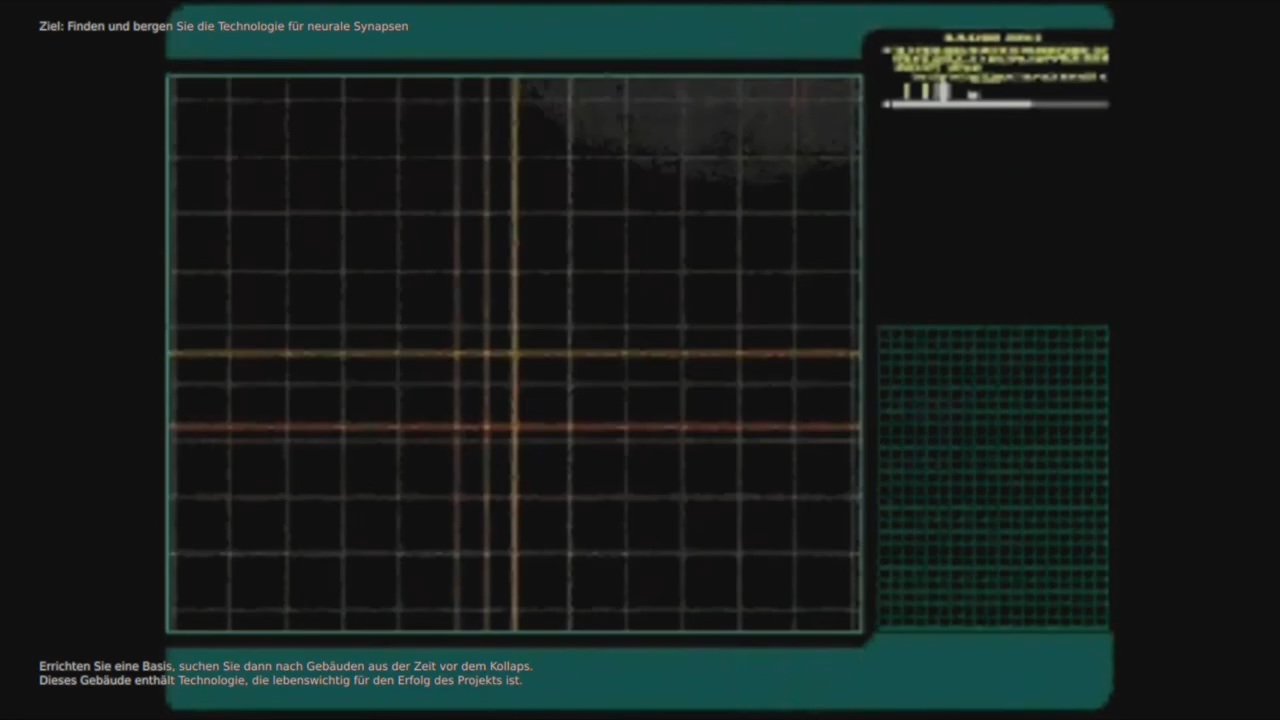 Ziel: Finden und bergen Sie die Technologie für neurale Synapsen
Errichten Sie eine Basis, suchen Sie dann nach Gebäuden aus der Zeit vor dem Kollaps.
Dieses Gebäude enthält Technologie, die lebenswichtig für den Erfolg des Projekts ist.